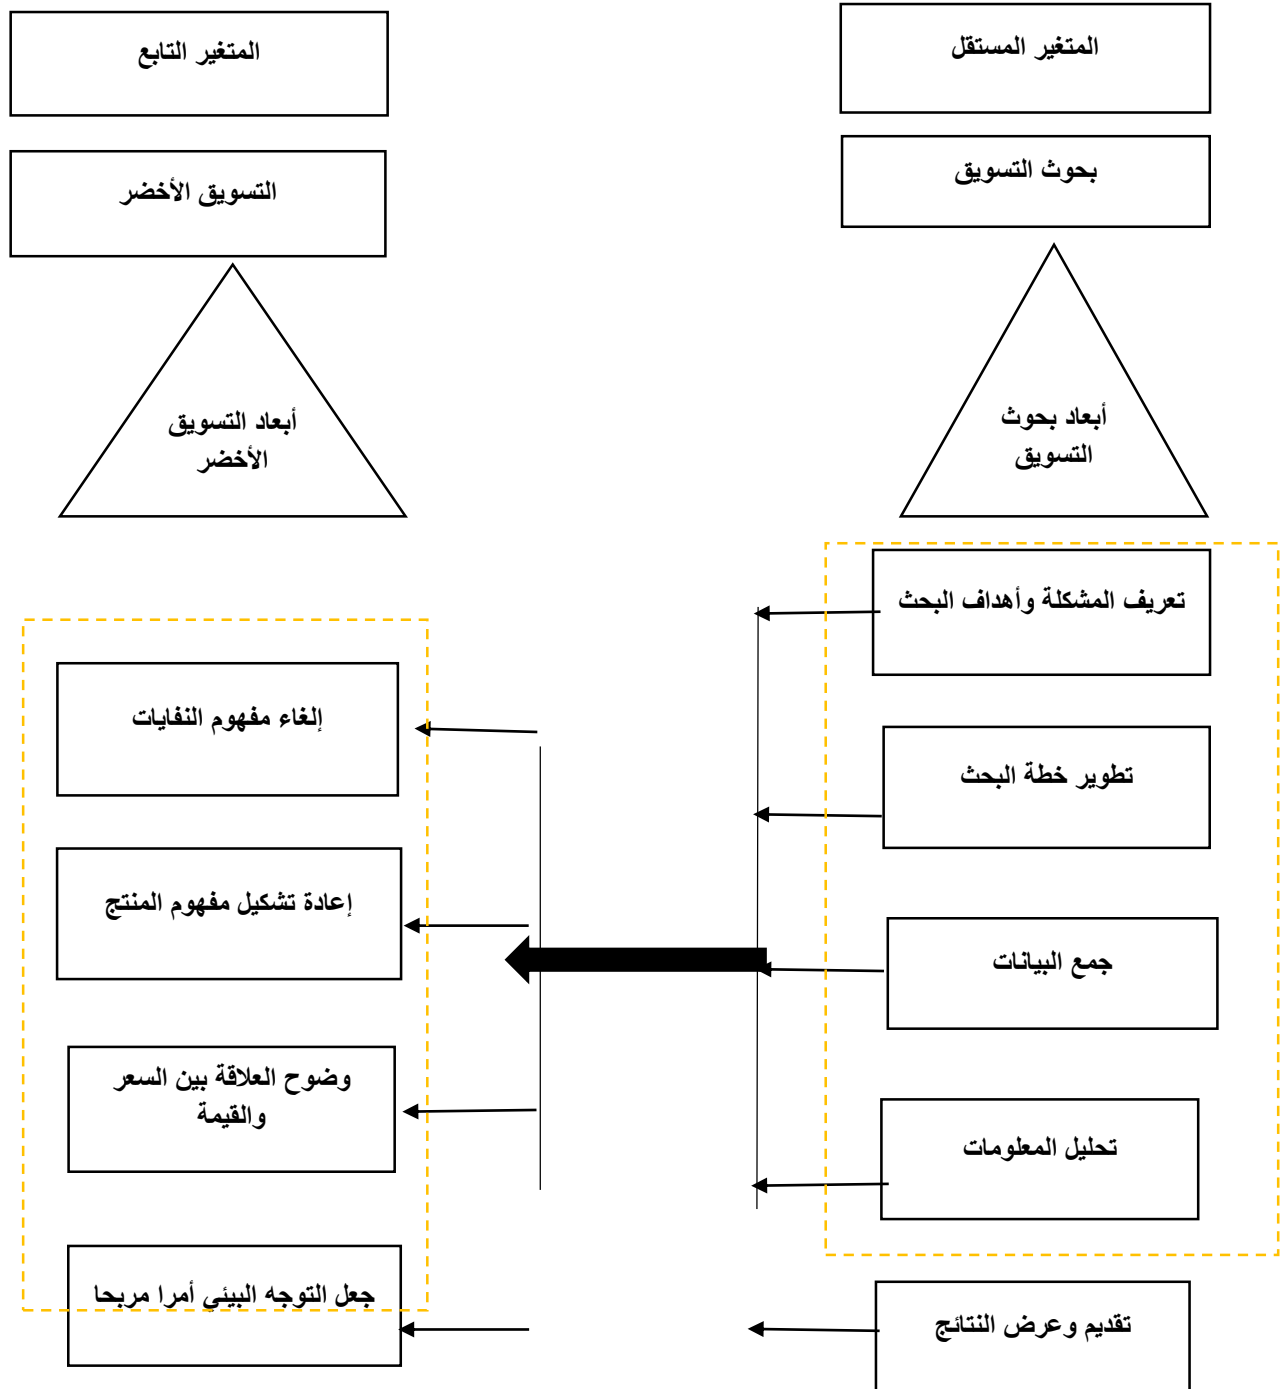 المتغير المستقل
المتغير التابع
بحوث التسويق
التسويق الأخضر
أبعاد بحوث
التسويق
أبعاد التسويق
الأخضر
تعريف المشكلة وأهداف البحث
تطوير خطة البحث
جمع البيانات
تحليل المعلومات
تقديم وعرض النتائج
إلغاء مفهوم النفايات
إعادة تشكيل مفهوم المنتج
وضوح العلاقة بين السعر
والقيمة
جعل التوجه البيئي أمرا مربحا